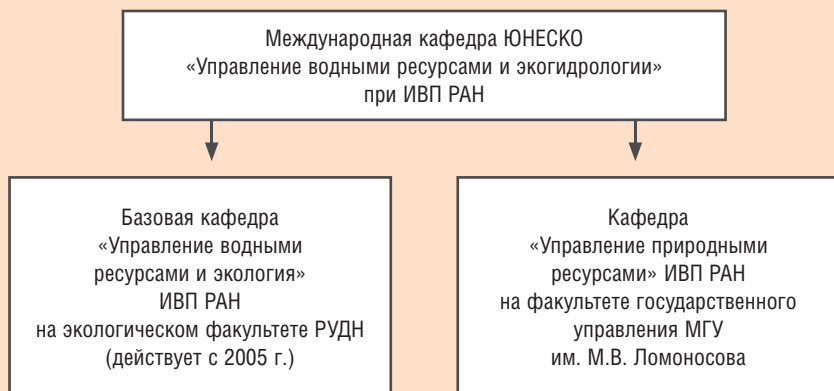 Международная кафедра ЮНЕСКО
«Управление водными ресурсами и экогидрологии»
при ИВП РАН
Базовая кафедра
«Управление водными
ресурсами и экология»
ИВП РАН
на экологическом факультете РУДН
(действует с 2005 г.)
Кафедра
«Управление природными
ресурсами» ИВП РАН
на факультете государственного
управления МГУ
им. М.В. Ломоносова